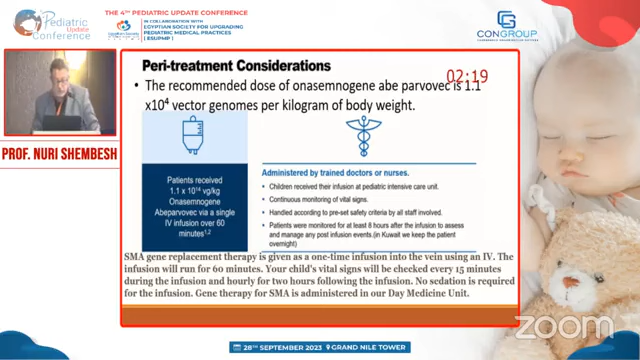 Pediatric
Update
Conference
THE 4TH PEDIATRIC UPDATE CONFERENCE
IN COLLABORATION WITH
EGYPTIAN SOCIETY FOR UPGRADING
PEDIATRIC MEDICAL PRACTICES
(ESUPMP)
CONGROUP
Peri-treatment Considerations
02:19
• The recommended dose of onasemnogene abe parvovec is 1.1
x10⁴ vector genomes per kilogram of body weight.
Patients received
1.1 x 10¹⁴ vg/kg
Onasemnogene
Abeparvovec via a single
IV infusion over 60
minutes¹,²
Administered by trained doctors or nurses.
• Children received their infusion at pediatric intensive care unit.
• Continuous monitoring of vital signs.
• Handled according to pre-set safety criteria by all staff involved.
• Patients were monitored for at least 8 hours after the infusion to assess
and manage any post infusion events.(in Kuwait we keep the patient
overnight)
SMA gene replacement therapy is given as a one-time infusion into the vein using an IV. The
infusion will run for 60 minutes. Your child's vital signs will be checked every 15 minutes
during the infusion and hourly for two hours following the infusion. No sedation is required
for the infusion. Gene therapy for SMA is administered in our Day Medicine Unit.
PROF. NURI SHEMBESH
zoom
28TH SEPTEMBER 2023 GRAND NILE TOWER